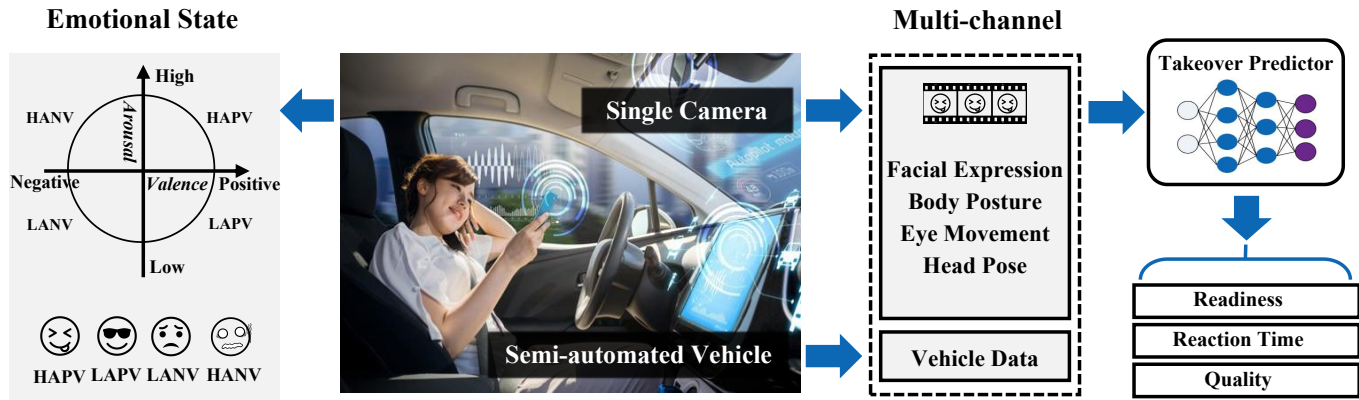 Emotional State
High
HANV
HAPV
Arousal
Negative
Valence
Positive
LANV
LAPV
Low
HAPV LAPV LANV HANV
Single Camera
Semi-automated Vehicle
Multi-channel
Facial Expression
Body Posture
Eye Movement
Head Pose
Vehicle Data
Takeover Predictor
Readiness
Reaction Time
Quality